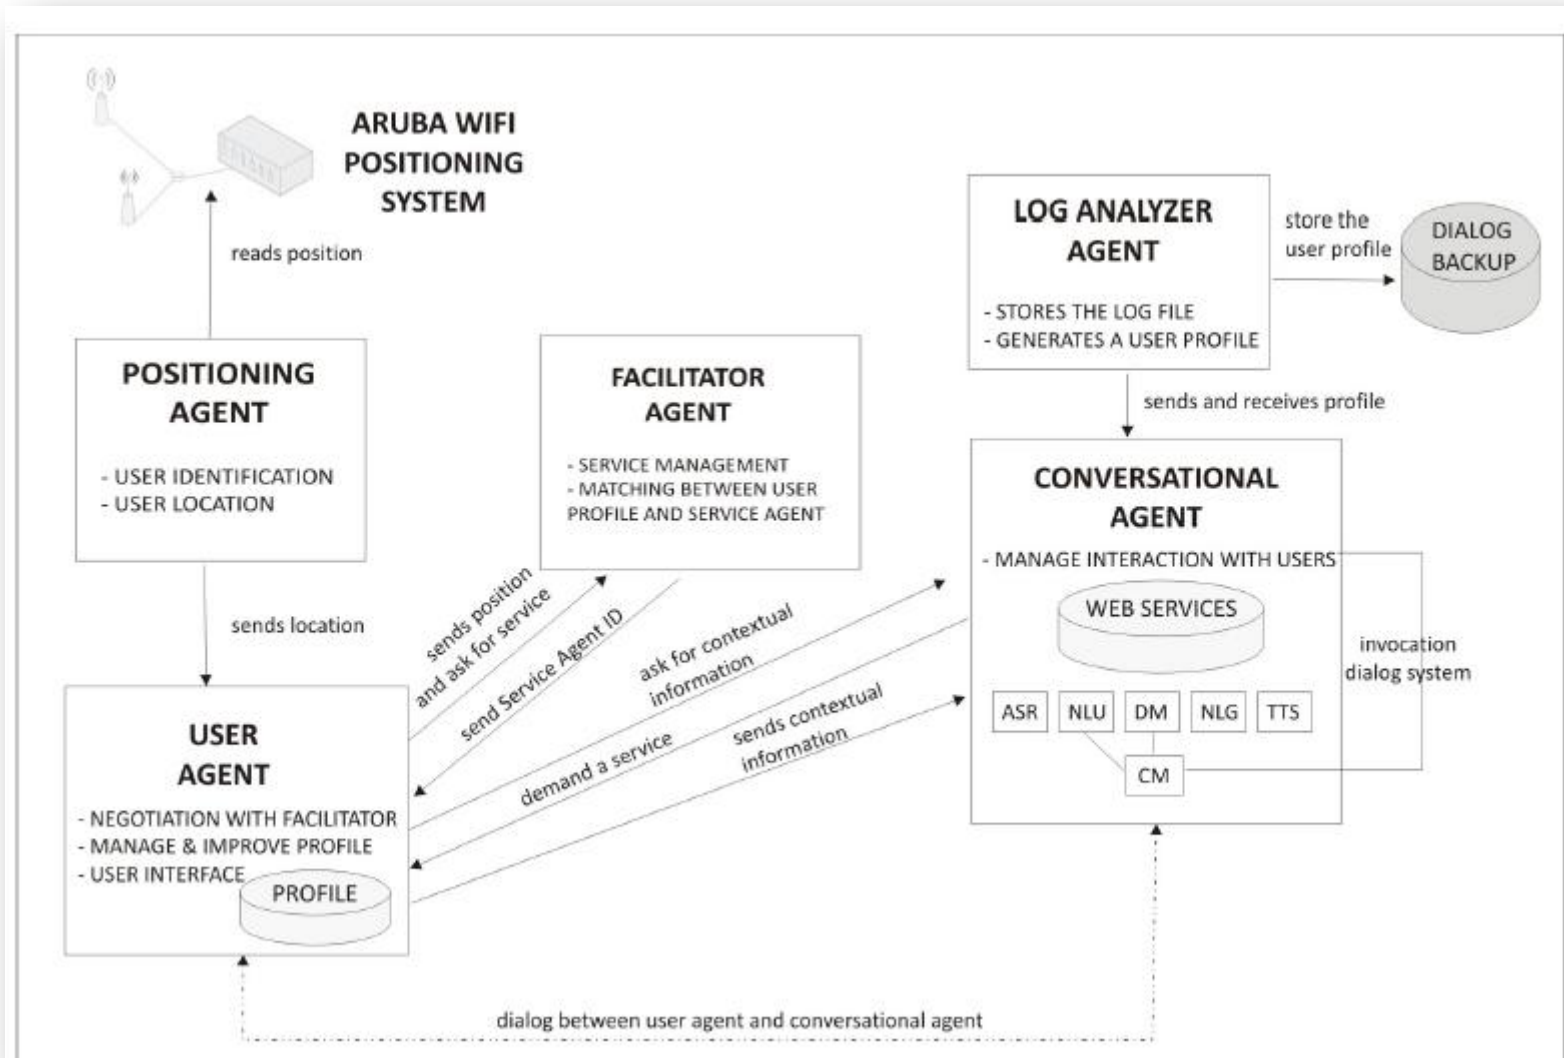 ARUBA WIFI
POSITIONING
SYSTEM
reads position
POSITIONING
AGENT
- USER IDENTIFICATION
- USER LOCATION
sends location
FACILITATOR
AGENT
- SERVICE MANAGEMENT
- MATCHING BETWEEN USER
PROFILE AND SERVICE AGENT
LOG ANALYZER
AGENT
- STORES THE LOG FILE
- GENERATES A USER PROFILE
store the
user profile
DIALOG
BACKUP
sends and receives profile
CONVERSATIONAL
AGENT
- MANAGE INTERACTION WITH USERS
WEB SERVICES
ASR
NLU
DM
NLG
TTS
CM
invocation
dialog system
sends position
and ask for service
send Service Agent ID
ask for contextual
information
demand a service
sends contextual
information
USER
AGENT
- NEGOTIATION WITH FACILITATOR
- MANAGE & IMPROVE PROFILE
- USER INTERFACE
PROFILE
dialog between user agent and conversational agent